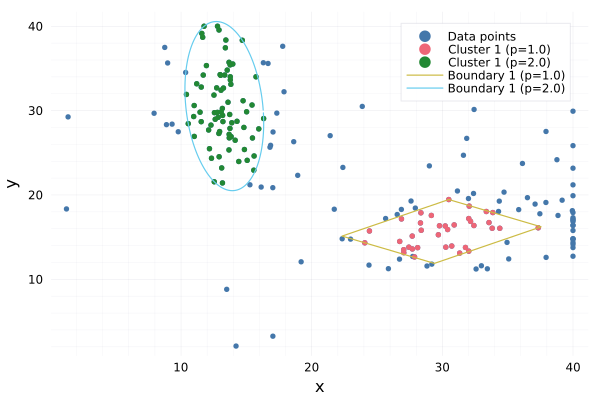 40
30
20
10
y
10
20
30
40
x
Data points
Cluster 1 (p=1.0)
Cluster 1 (p=2.0)
Boundary 1 (p=1.0)
Boundary 1 (p=2.0)